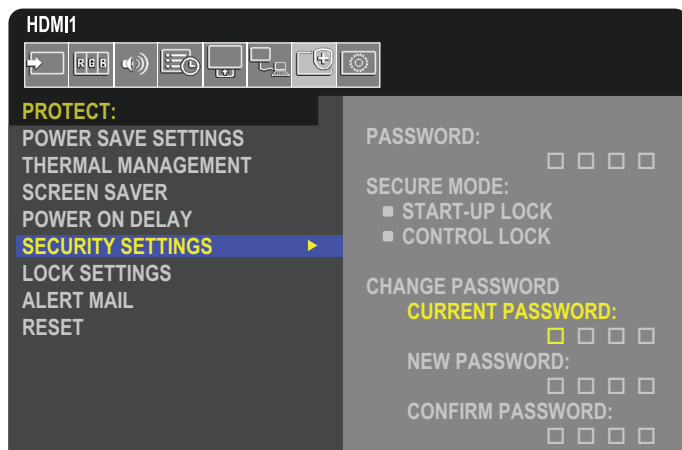 HDMI1
RGB
PROTECT:
POWER SAVE SETTINGS
THERMAL MANAGEMENT
SCREEN SAVER
POWER ON DELAY
SECURITY SETTINGS
LOCK SETTINGS
ALERT MAIL
RESET
PASSWORD:
SECURE MODE:
START-UP LOCK
CONTROL LOCK
CHANGE PASSWORD
CURRENT PASSWORD:
NEW PASSWORD:
CONFIRM PASSWORD: